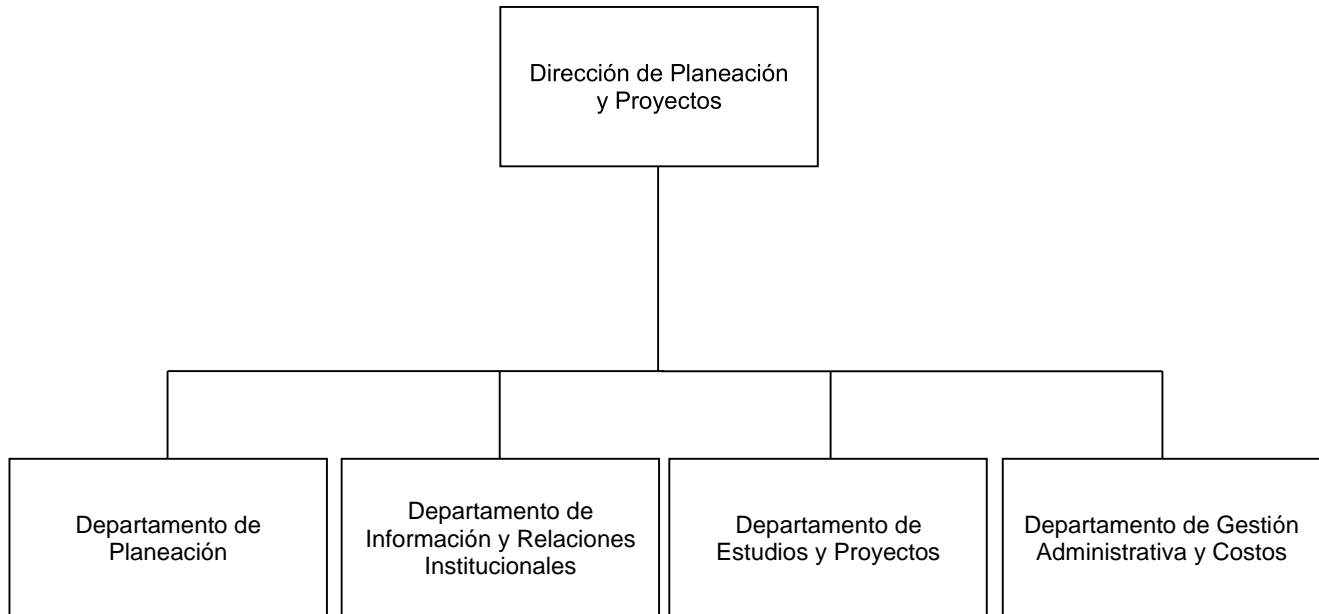 Dirección de Planeación
y Proyectos
Departamento de
Planeación
Departamento de
Información y Relaciones
Institucionales
Departamento de
Estudios y Proyectos
Departamento de Gestión
Administrativa y Costos